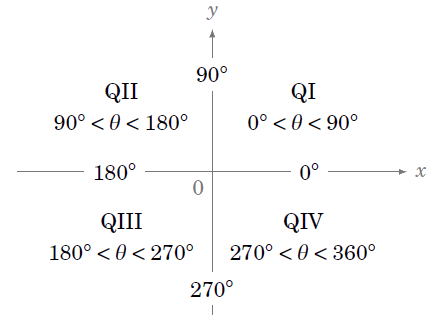 y
90°
QII
QI
90° < θ < 180°
0° < θ < 90°
180°
0°
x
0
QIII
QIV
180° < θ < 270°
270° < θ < 360°
270°